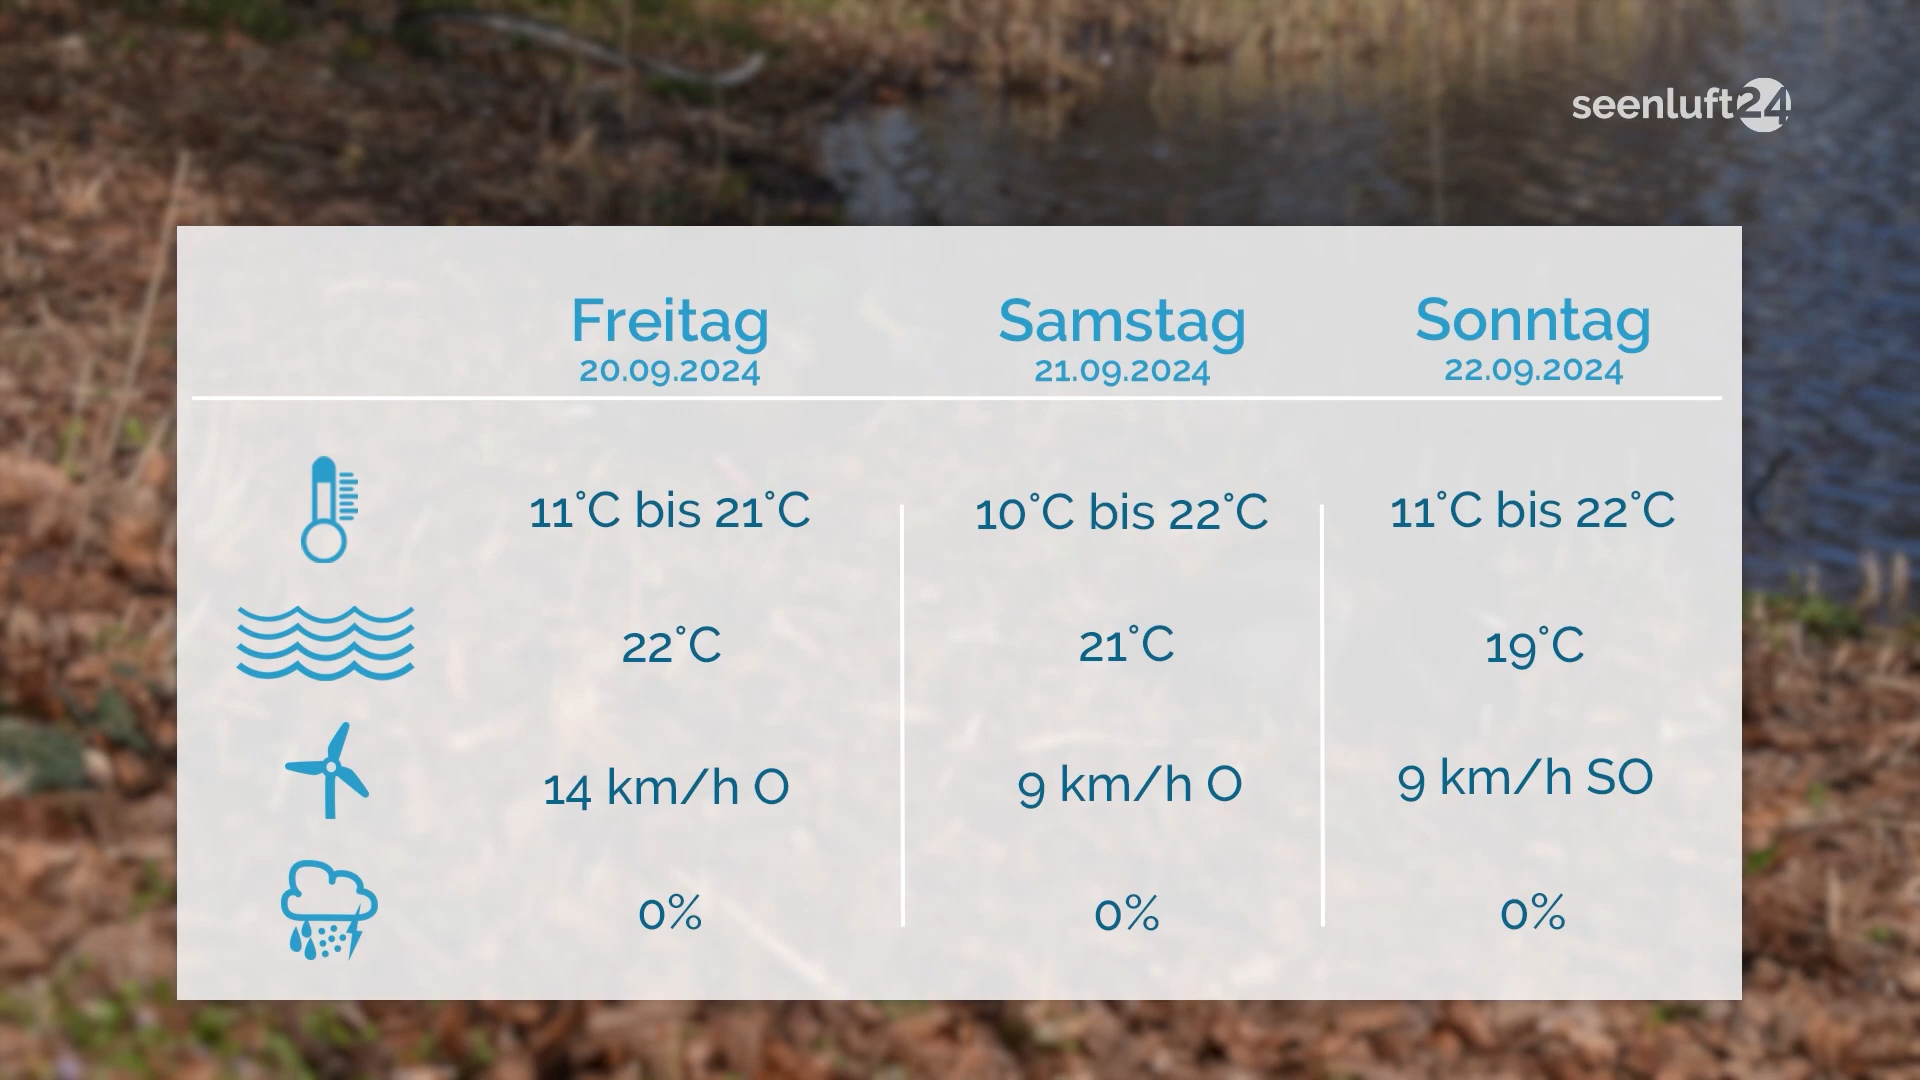 seenluft24
Freitag Samstag Sonntag
20.09.2024 21.09.2024 22.09.2024
11°C bis 21°C 10°C bis 22°C 11°C bis 22°C
22°C 21°C 19°C
14 km/h O 9 km/h O 9 km/h SO
0% 0% 0%